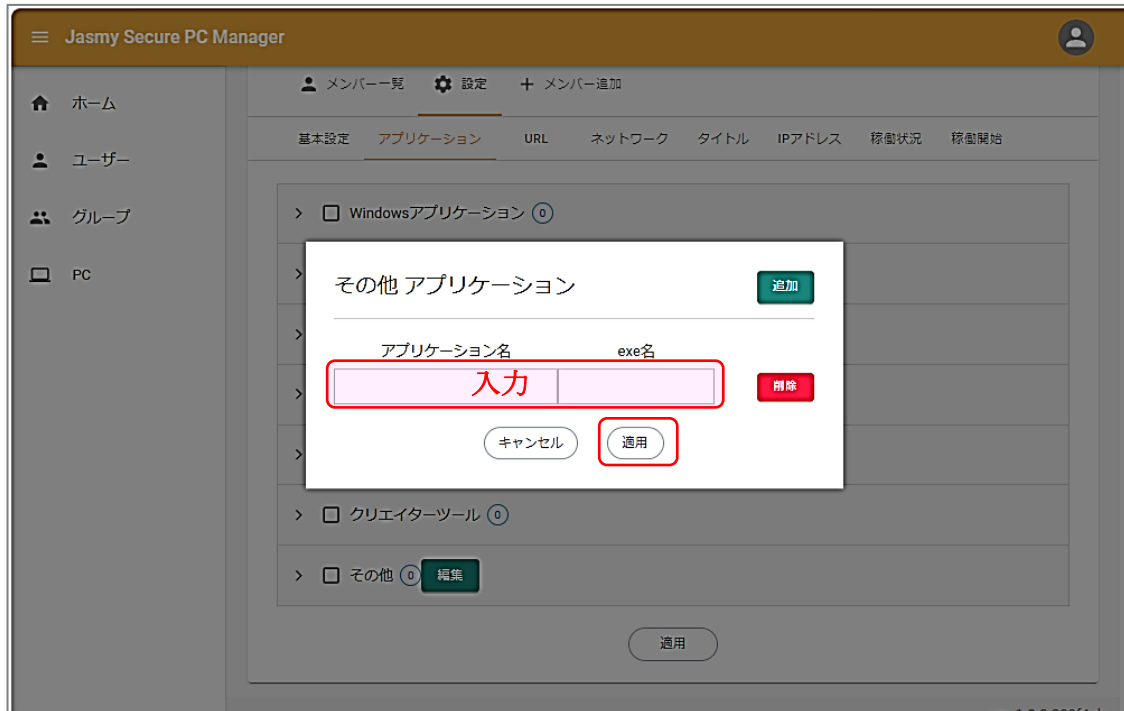 Jasmy Secure PC Manager
メンバー一覧 設定 + メンバー追加
ホーム
基本設定 アプリケーション URL ネットワーク タイトル IPアドレス 稼働状況 稼働開始
ユーザー
グループ
Windowsアプリケーション 0
PC
その他 アプリケーション 追加
アプリケーション名 exe名
入力 削除
キャンセル 適用
クリエイターツール 0
その他 0 編集
適用